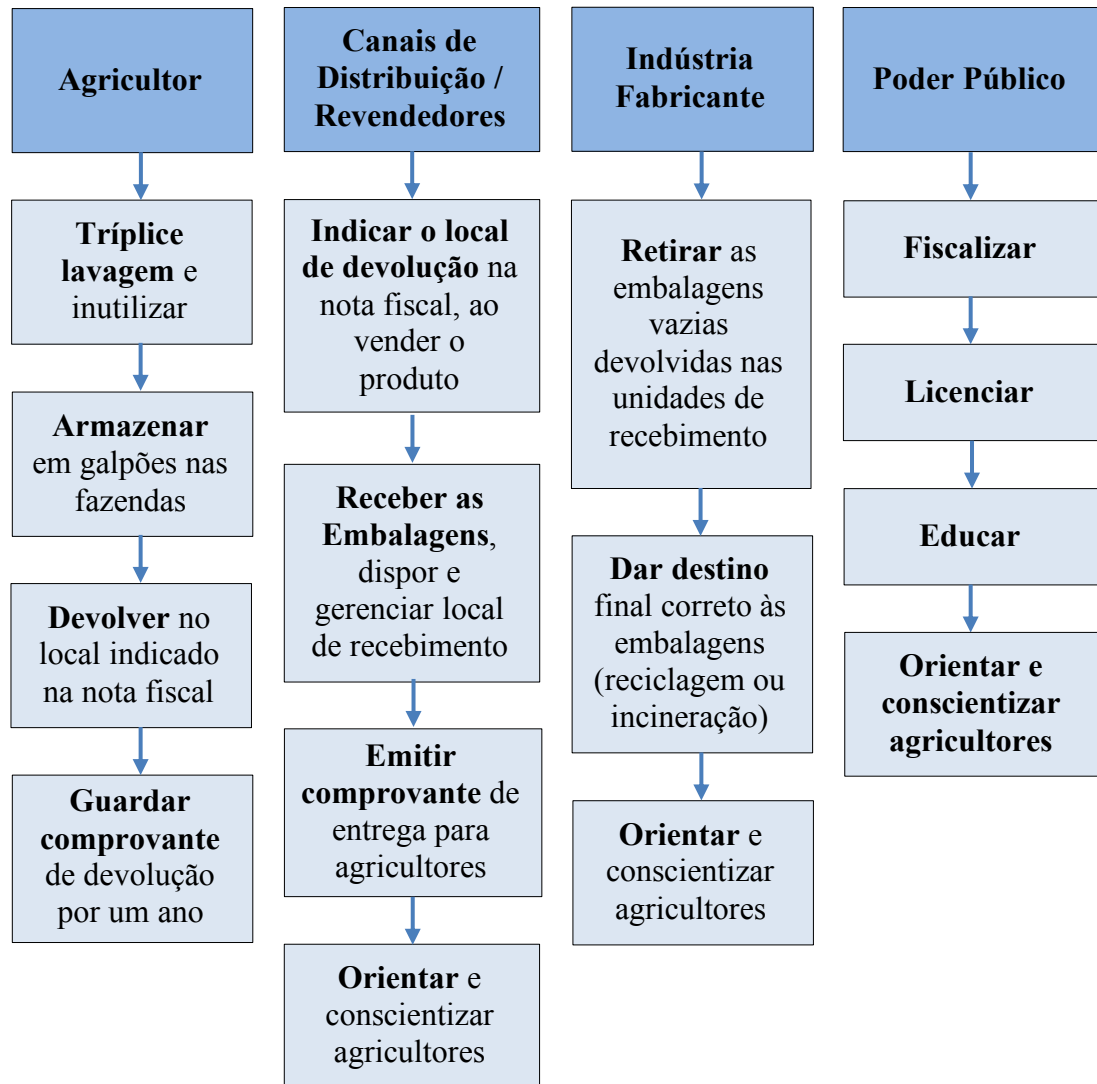 Agricultor
Tríplice
lavagem e
inutilizar
Armazenar
em galpões nas
fazendas
Devolver no
local indicado
na nota fiscal
Guardar
comprovante
de devolução
por um ano
Canais de
Distribuição /
Revendedores
Indicar o local
de devolução na
nota fiscal, ao
vender o
produto
Receber as
Embalagens,
dispor e
gerenciar local
de recebimento
Emitir
comprovante de
entrega para
agricultores
Orientar e
conscientizar
agricultores
Indústria
Fabricante
Retirar as
embalagens
vazias
devolvidas nas
unidades de
recebimento
Dar destino
final correto às
embalagens
(reciclagem ou
incineração)
Orientar e
conscientizar
agricultores
Poder Público
Fiscalizar
Licenciar
Educar
Orientar e
conscientizar
agricultores